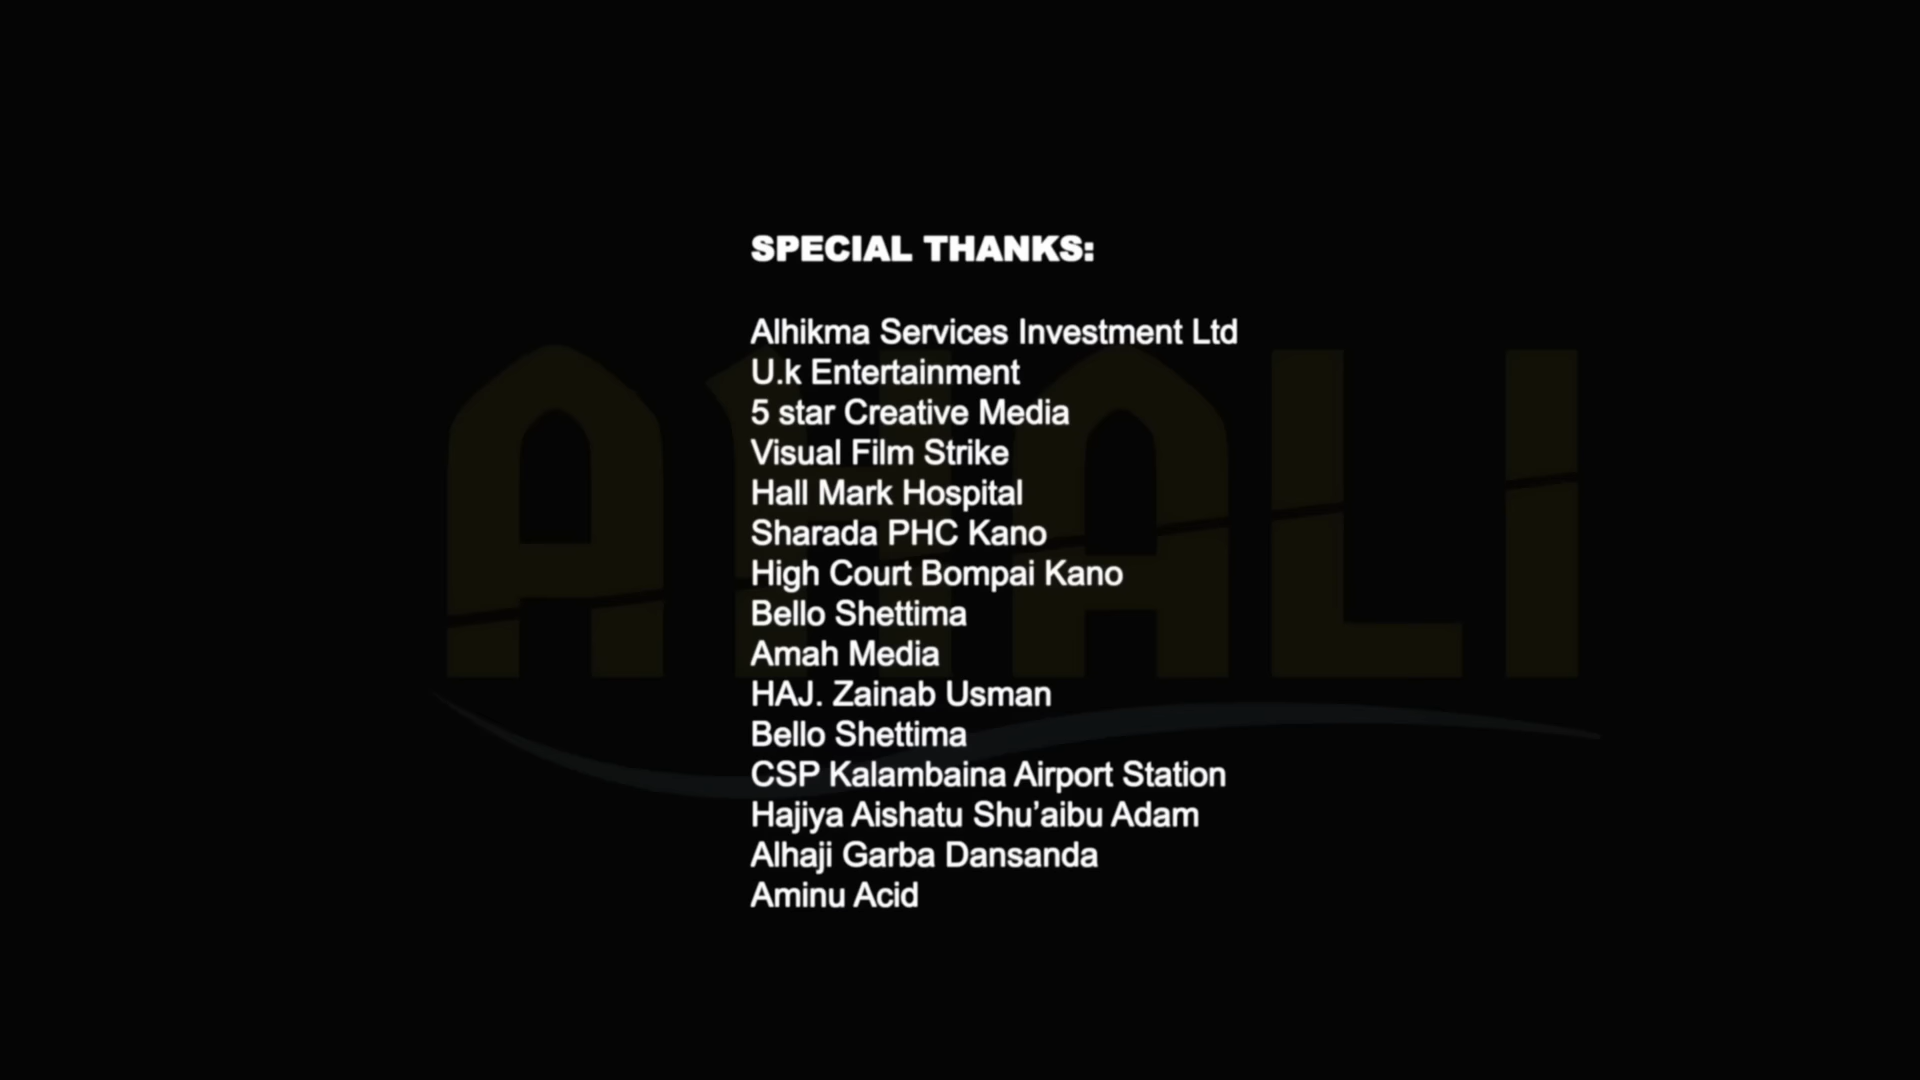 SPECIAL THANKS:
Alhikma Services Investment Ltd
U.k Entertainment
5 star Creative Media
Visual Film Strike
Hall Mark Hospital
Sharada PHC Kano
High Court Bompai Kano
Bello Shettima
Amah Media
HAJ. Zainab Usman
Bello Shettima
CSP Kalambaina Airport Station
Hajiya Aishatu Shu’aibu Adam
Alhaji Garba Dansanda
Aminu Acid